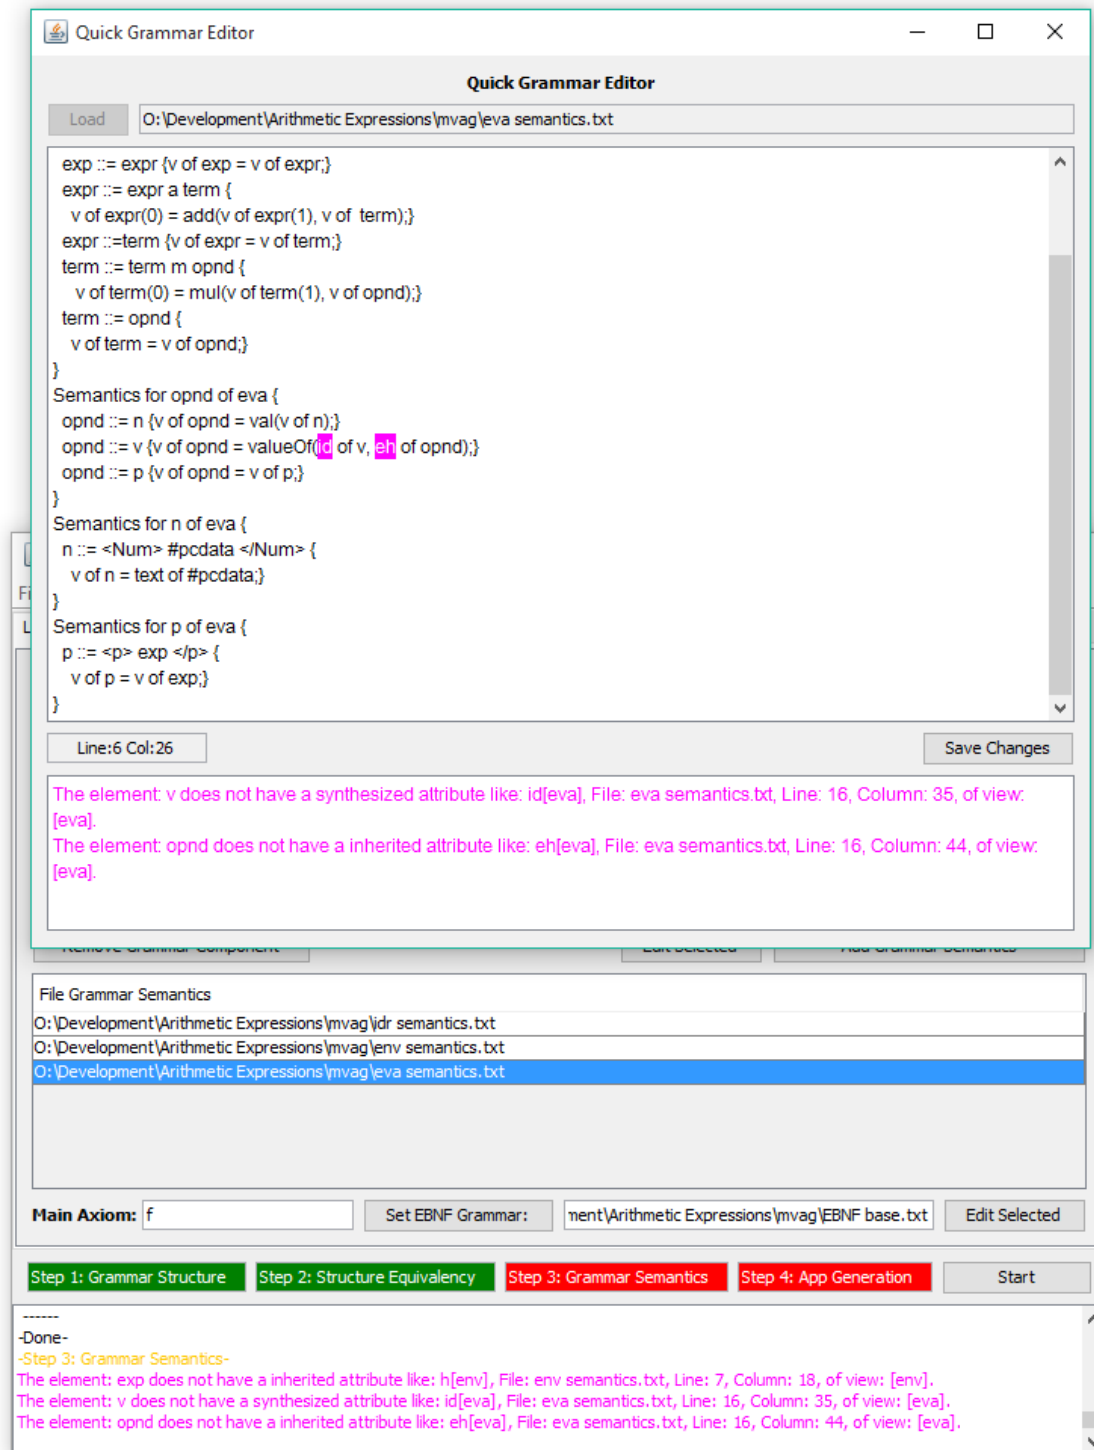 Quick Grammar Editor
Quick Grammar Editor
Load O:\Development\Arithmetic Expressions\mvag\eva semantics.txt
exp ::= expr {v of exp = v of expr;}
expr ::= expr a term {
v of expr(0) = add(v of expr(1), v of  term);}
expr ::=term {v of expr = v of term;}
term ::= term m opnd {
v of term(0) = mul(v of term(1), v of opnd);}
term ::= opnd {
v of term = v of opnd;}
}
Semantics for opnd of eva {
opnd ::= n {v of opnd = val(v of n);}
opnd ::= v {v of opnd = valueOf(id of v, eh of opnd);}
opnd ::= p {v of opnd = v of p;}
}
Semantics for n of eva {
n ::= <Num> #pcdata </Num> {
v of n = text of #pcdata;}
}
Semantics for p of eva {
p ::= <p> exp </p> {
v of p = v of exp;}
}
Line:6 Col:26 Save Changes
The element: v does not have a synthesized attribute like: id[eva], File: eva semantics.txt, Line: 16, Column: 35, of view:
[eva].
The element: opnd does not have a inherited attribute like: eh[eva], File: eva semantics.txt, Line: 16, Column: 44, of view:
[eva].
Remove Grammar Component Edit Selected Add Grammar Semantics
File Grammar Semantics
O:\Development\Arithmetic Expressions\mvag\idr semantics.txt
O:\Development\Arithmetic Expressions\mvag\env semantics.txt
O:\Development\Arithmetic Expressions\mvag\eva semantics.txt
Main Axiom: f Set EBNF Grammar: ment\Arithmetic Expressions\mvag\EBNF base.txt Edit Selected
Step 1: Grammar Structure Step 2: Structure Equivalency Step 3: Grammar Semantics Step 4: App Generation Start
------
-Done-
-Step 3: Grammar Semantics-
The element: exp does not have a inherited attribute like: h[env], File: env semantics.txt, Line: 7, Column: 18, of view: [env].
The element: v does not have a synthesized attribute like: id[eva], File: eva semantics.txt, Line: 16, Column: 35, of view: [eva].
The element: opnd does not have a inherited attribute like: eh[eva], File: eva semantics.txt, Line: 16, Column: 44, of view: [eva].